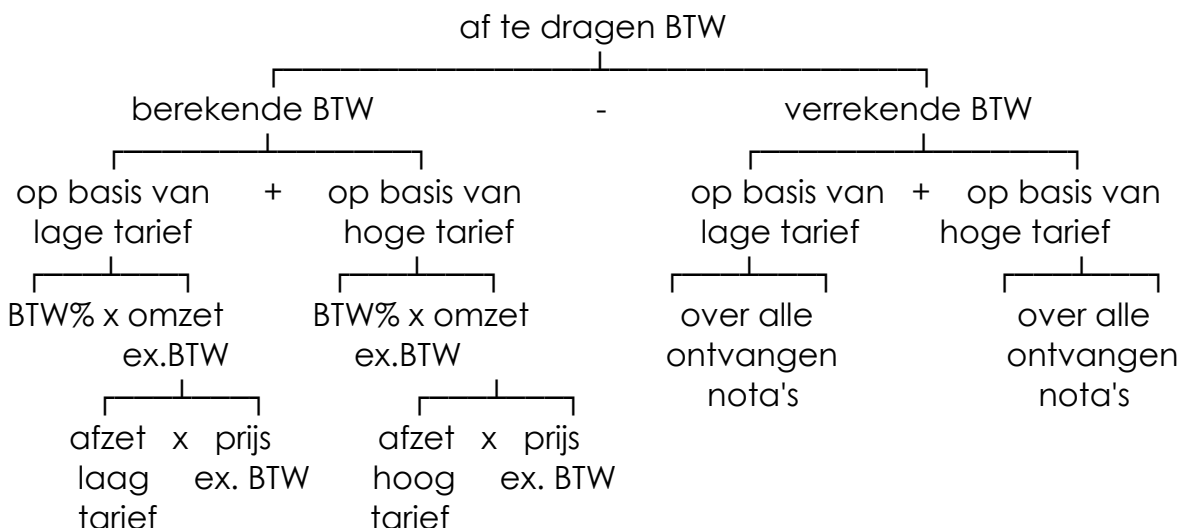 af te dragen BTW
berekende BTW - verrekende BTW
op basis van + op basis van op basis van + op basis van
lage tarief hoge tarief lage tarief hoge tarief
BTW% x omzet BTW% x omzet over alle over alle
ex.BTW ex.BTW ontvangen ontvangen
nota's nota's
afzet x prijs afzet x prijs
laag ex. BTW hoog ex. BTW
tarief tarief